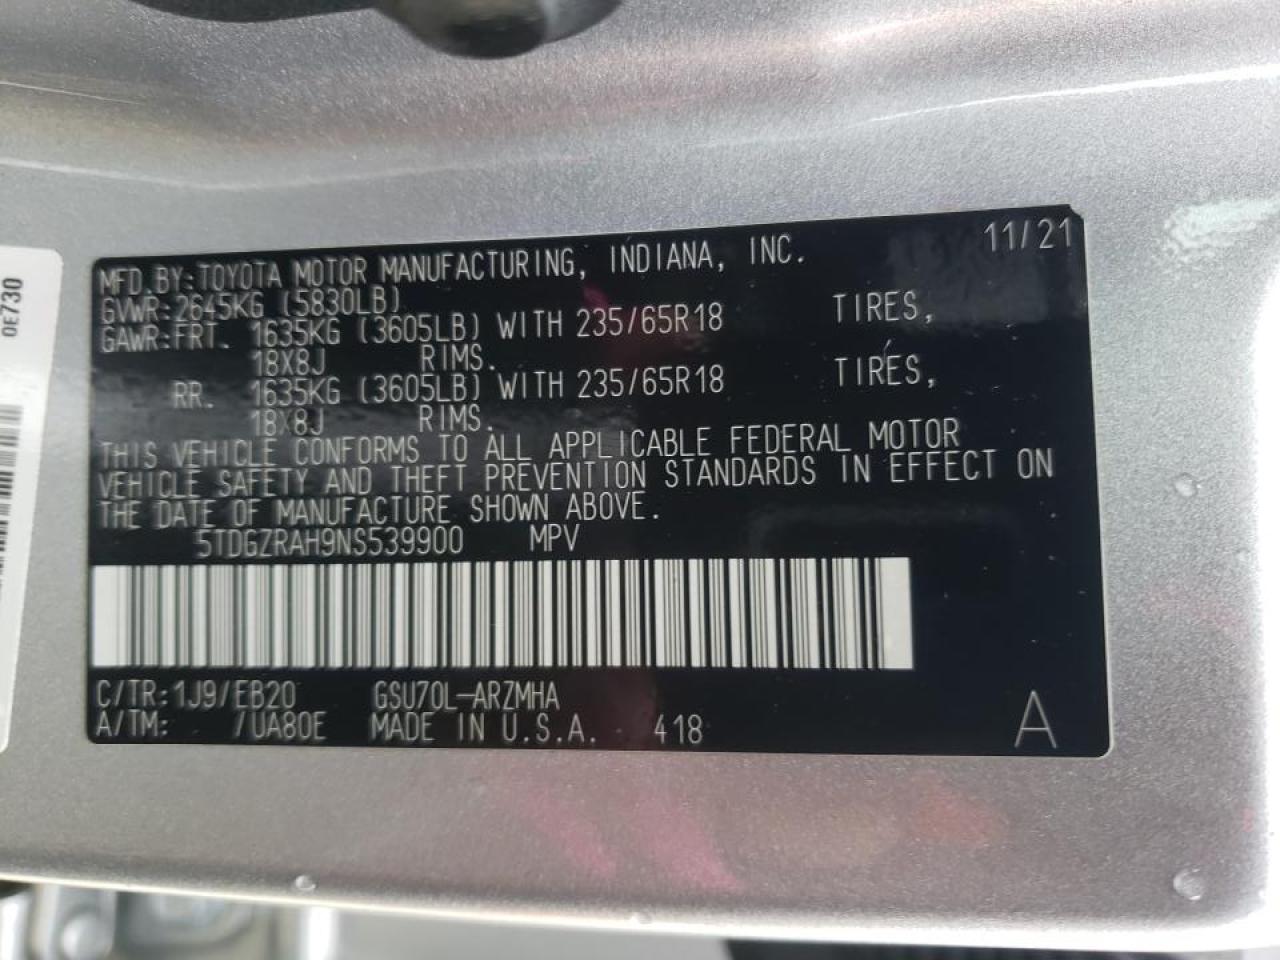 MFD.BY:TOYOTA MOTOR MANUFACTURING, INDIANA, INC. 11/21
GVWR:2645KG (5830LB)
GAWR:FRT. 1635KG (3605LB) WITH 235/65R18 TIRES,
18X8J RIMS.
RR. 1635KG (3605LB) WITH 235/65R18 TIRES,
18X8J RIMS.
THIS VEHICLE CONFORMS TO ALL APPLICABLE FEDERAL MOTOR
VEHICLE SAFETY AND THEFT PREVENTION STANDARDS IN EFFECT ON
THE DATE OF MANUFACTURE SHOWN ABOVE.
5TDGZRAH9NS539900 MPV
C/TR:1J9/EB20 GSU70L-ARZMHA
A/TM: /UA80E MADE IN U.S.A. 418 A
0E730